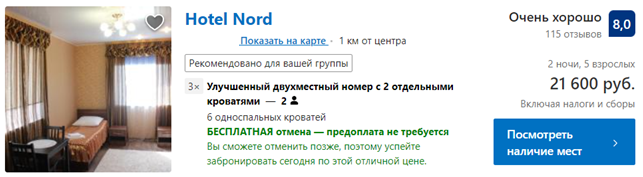 Hotel Nord
Показать на карте · 1 км от центра
Рекомендовано для вашей группы
3× Улучшенный двухместный номер с 2 отдельными
кроватями — 2
6 односпальных кроватей
БЕСПЛАТНАЯ отмена — предоплата не требуется
Вы сможете отменить позже, поэтому успейте
забронировать сегодня по этой отличной цене.
Очень хорошо 8,0
115 отзывов
2 ночи, 5 взрослых
21 600 руб.
Включая налоги и сборы
Посмотреть
наличие мест